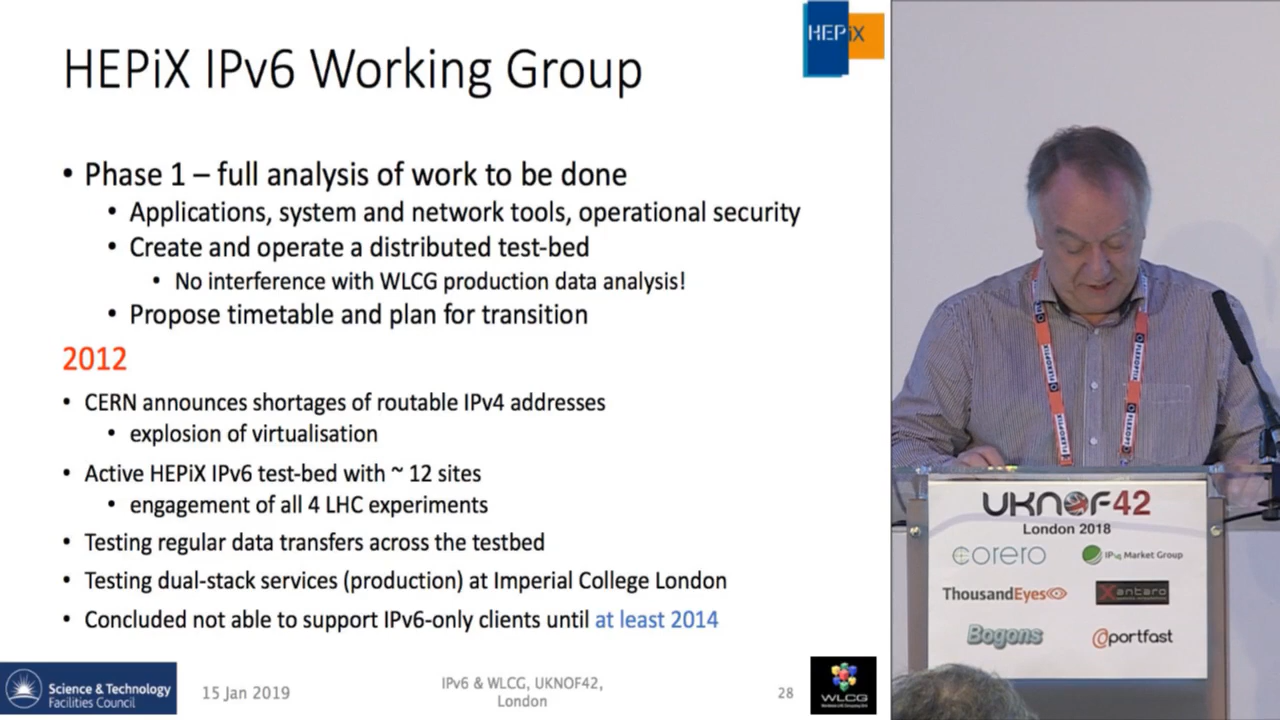 HEPiX IPv6 Working Group
HEPiX
• Phase 1 – full analysis of work to be done
• Applications, system and network tools, operational security
• Create and operate a distributed test-bed
• No interference with WLCG production data analysis!
• Propose timetable and plan for transition
2012
• CERN announces shortages of routable IPv4 addresses
• explosion of virtualisation
• Active HEPiX IPv6 test-bed with ~ 12 sites
• engagement of all 4 LHC experiments
• Testing regular data transfers across the testbed
• Testing dual-stack services (production) at Imperial College London
• Concluded not able to support IPv6-only clients until at least 2014
Science & Technology
Facilities Council
15 Jan 2019
IPv6 & WLCG, UKNOF42,
London
28
WLCG
FLEXOPTIX
UKNOF42
London 2018
corero
IPv4 Market Group
ThousandEyes
Xantaro
Bogons
portfast